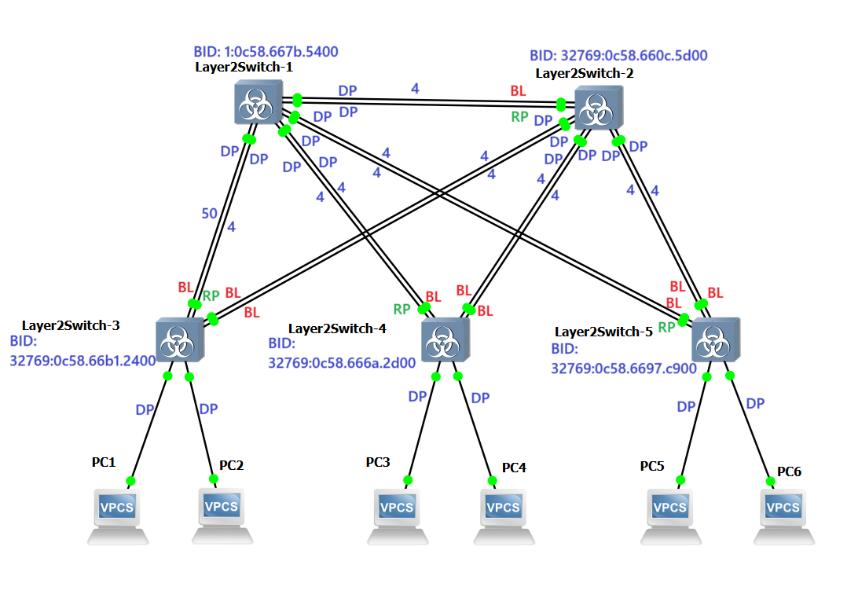 BID: 1:0c58.667b.5400
Layer2Switch-1
BID: 32769:0c58.660c.5d00
Layer2Switch-2
DP
4
BL
DP
DP
RP
DP
DP
DP
DP
DP
DP
DP
DP
DP
DP
DP
DP
4
4
4
4
4
4
4
4
4
4
50
4
BL
RP
BL
BL
RP
BL
BL
BL
BL
BL
BL
RP
Layer2Switch-3
BID:
32769:0c58.66b1.2400
Layer2Switch-4
BID:
32769:0c58.666a.2d00
Layer2Switch-5
BID:
32769:0c58.6697.c900
DP
DP
DP
DP
DP
DP
PC1
PC2
PC3
PC4
PC5
PC6
VPCS
VPCS
VPCS
VPCS
VPCS
VPCS